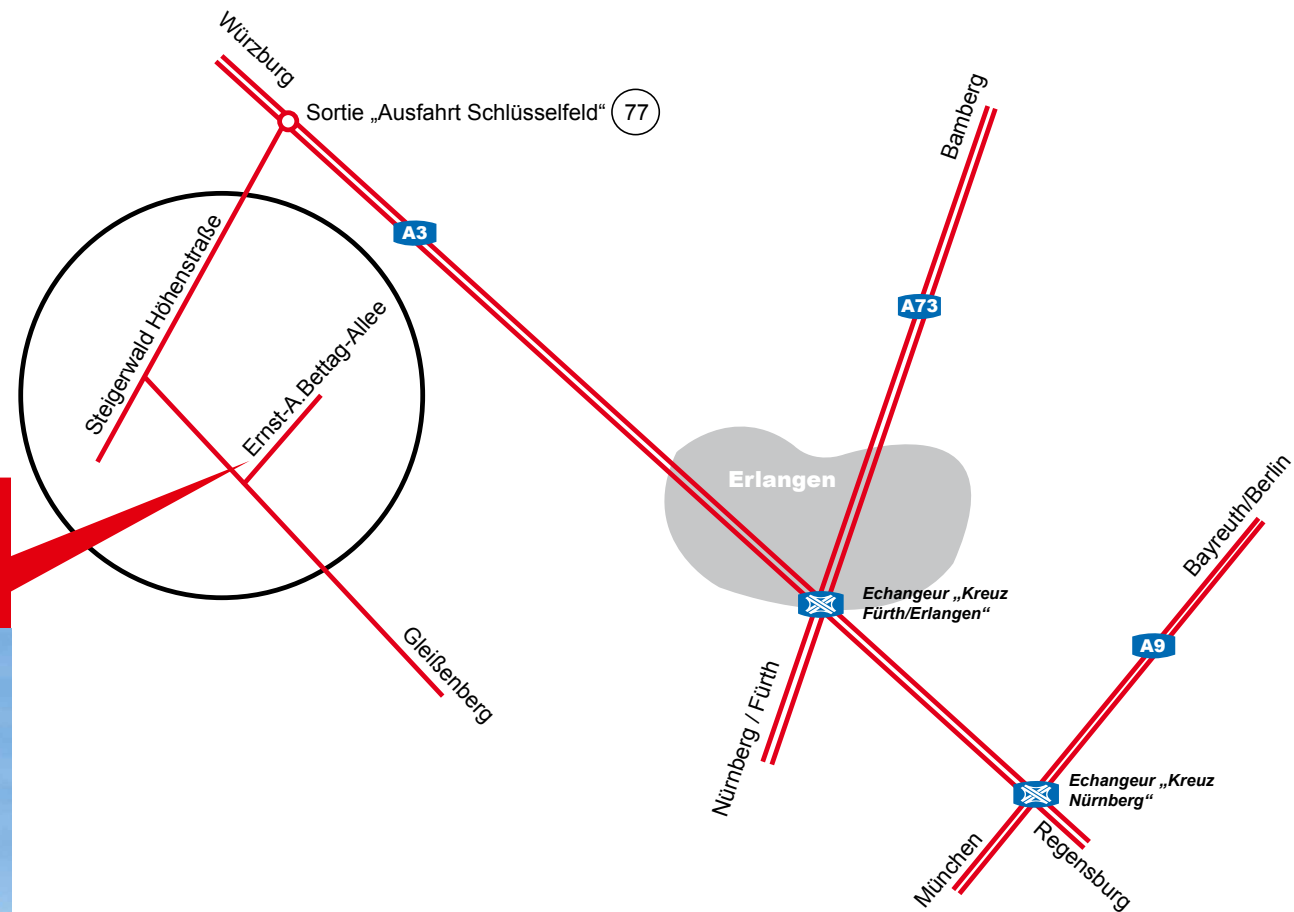 Würzburg
Sortie „Ausfahrt Schlüsselfeld“ 77
Bamberg
A3
Steigerwald Höhenstraße
A73
Ernst-A.Bettag-Allee
Erlangen
Bayreuth/Berlin
Echangeur „Kreuz
Fürth/Erlangen“
A9
Gleißenberg
Nürnberg / Fürth
Echangeur „Kreuz
Nürnberg“
München
Regensburg